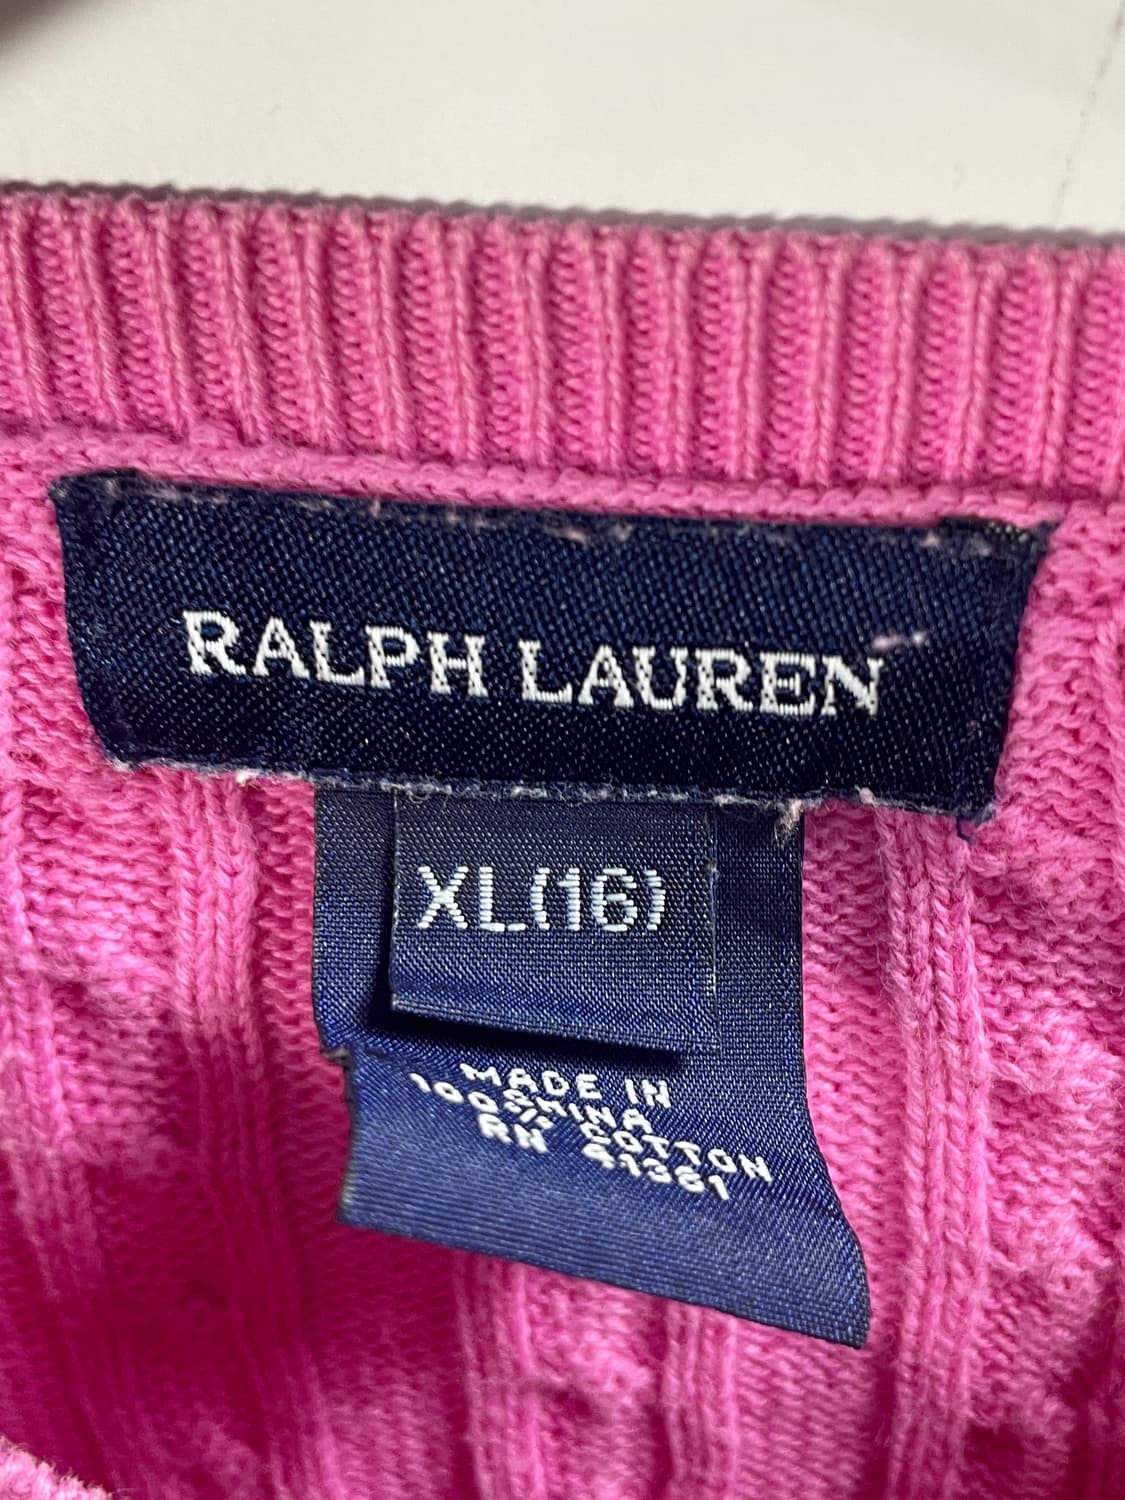 RALPH LAUREN
XL(16)
MADE IN
CHINA
100% COTTON
RN 41381